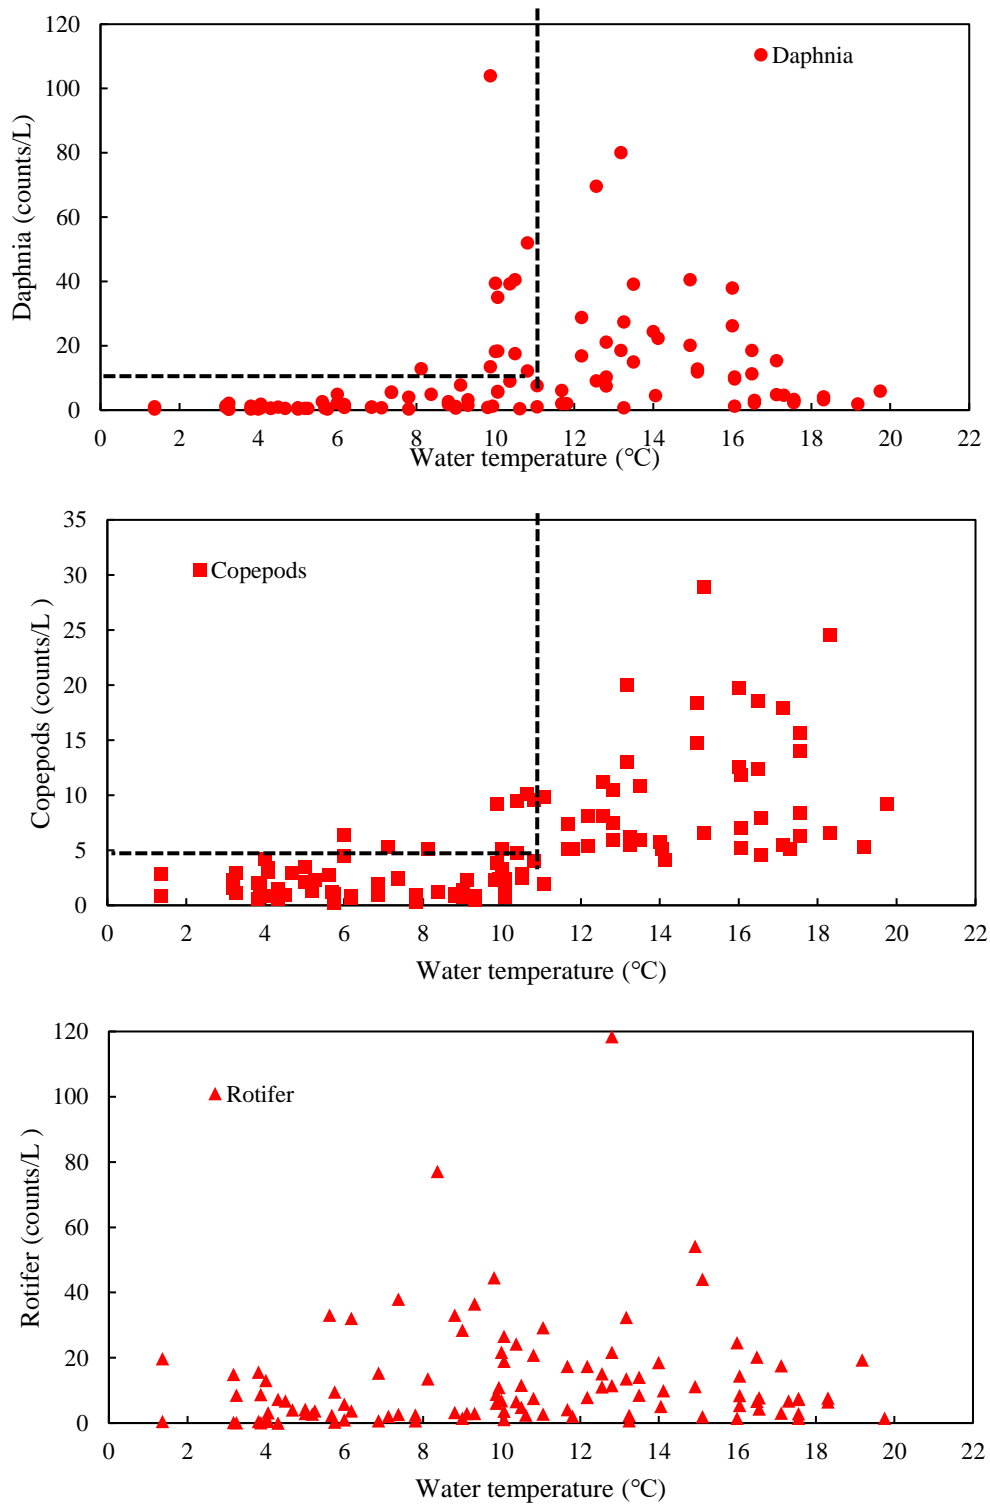 120
100
80
60
40
20
0
Daphnia (counts/L)
Daphnia
0 2 4 6 8 10 12 14 16 18 20 22
Water temperature (℃)
35
30
25
20
15
10
5
0
Copepods (counts/L )
Copepods
0 2 4 6 8 10 12 14 16 18 20 22
Water temperature (℃)
120
100
80
60
40
20
0
Rotifer (counts/L )
Rotifer
0 2 4 6 8 10 12 14 16 18 20 22
Water temperature (℃)